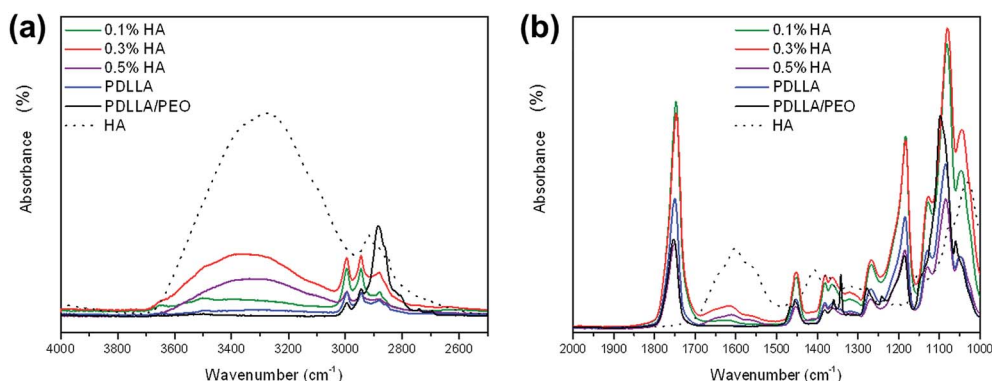 (a)
0.1% HA
0.3% HA
0.5% HA
PDLLA
PDLLA/PEO
HA
Absorbance (%)
4000 3800 3600 3400 3200 3000 2800 2600
Wavenumber (cm⁻¹)
(b)
0.1% HA
0.3% HA
0.5% HA
PDLLA
PDLLA/PEO
HA
Absorbance (%)
2000 1900 1800 1700 1600 1500 1400 1300 1200 1100 1000
Wavenumber (cm⁻¹)